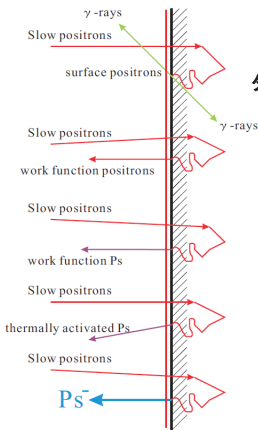 γ-rays
Slow positrons
surface positrons
γ-rays
Slow positrons
work function positrons
Slow positrons
work function Ps
Slow positrons
thermally activated Ps
Slow positrons
Ps⁻